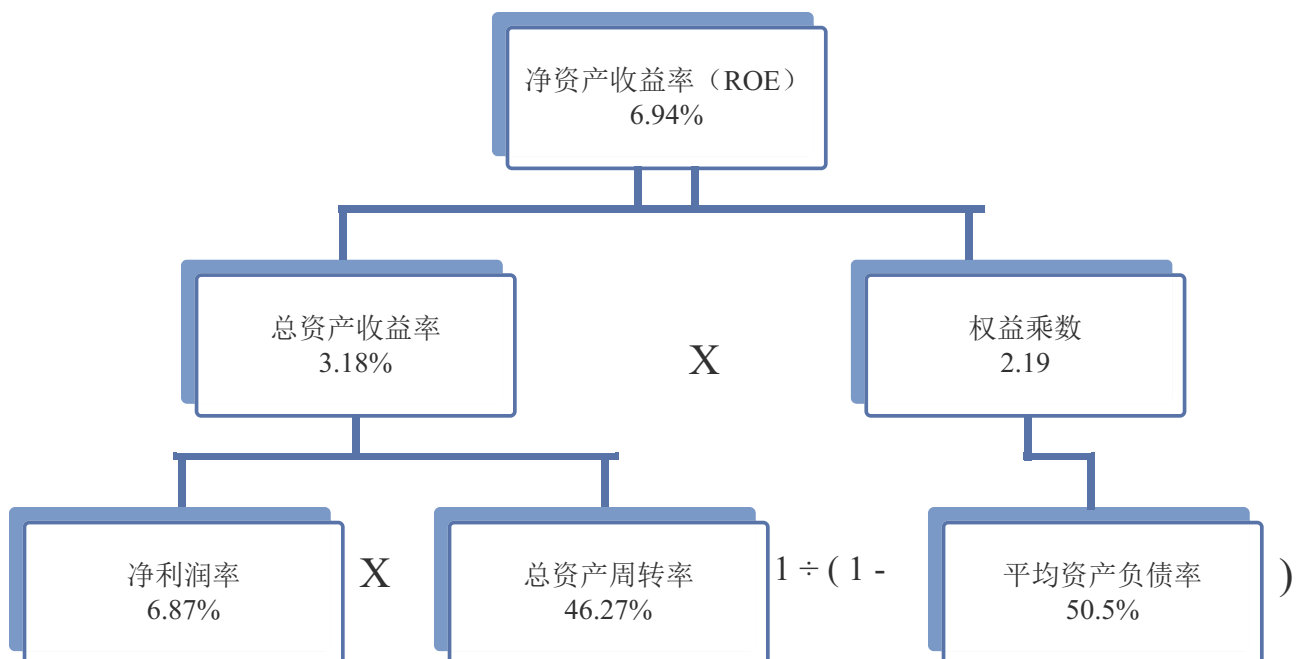 净资产收益率（ROE）
6.94%
总资产收益率
3.18%
X
权益乘数
2.19
净利润率
6.87%
X
总资产周转率
46.27%
1 ÷ ( 1 -
平均资产负债率
50.5%
)